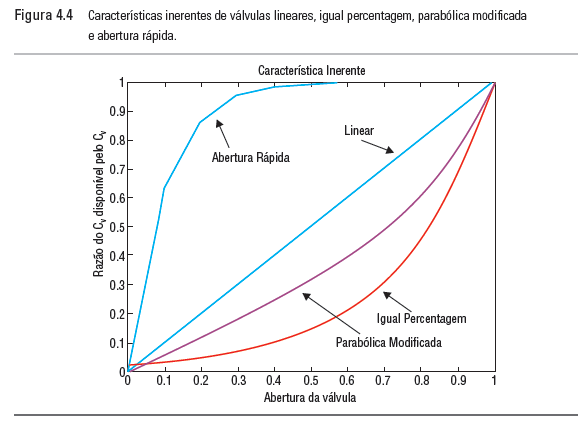 Figura 4.4 Características inerentes de válvulas lineares, igual percentagem, parabólica modificada
e abertura rápida.
Característica Inerente
1
0.9
0.8
0.7
0.6
0.5
0.4
0.3
0.2
0.1
0
Razão do Cv disponível pelo Cv
Linear
Abertura Rápida
Igual Percentagem
Parabólica Modificada
0 0.1 0.2 0.3 0.4 0.5 0.6 0.7 0.8 0.9 1
Abertura da válvula